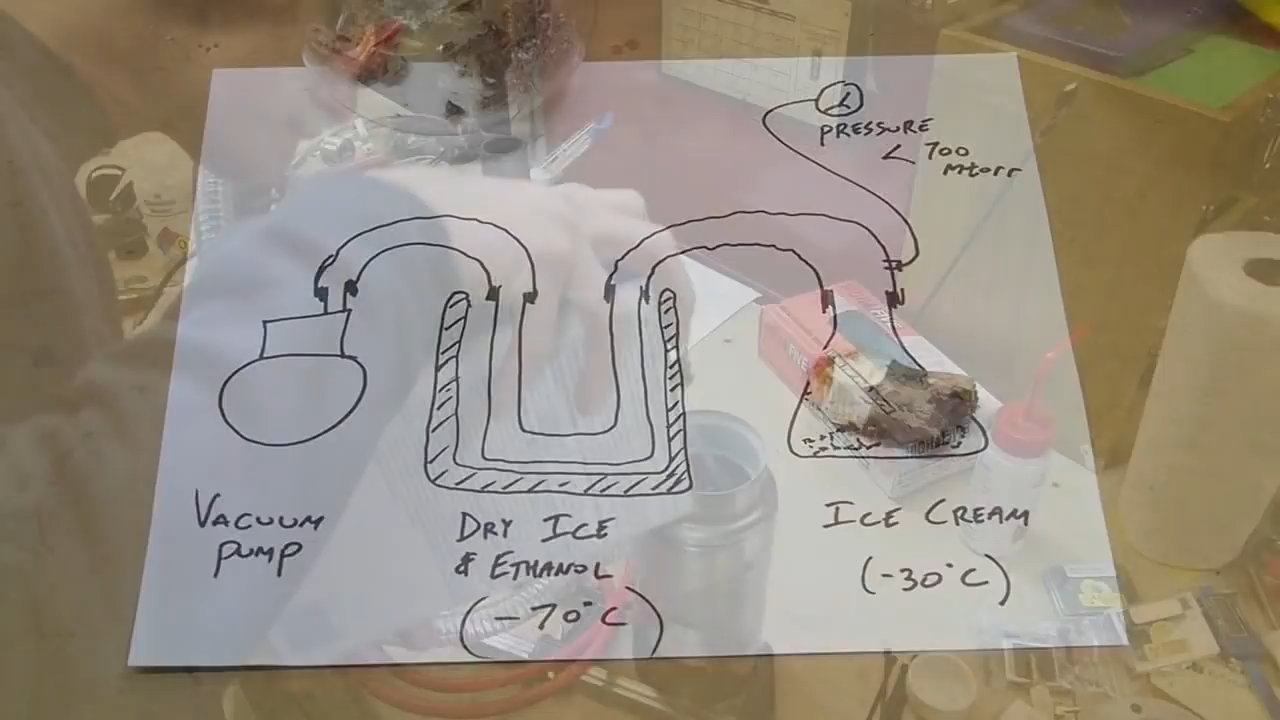 PRESSURE
< 700
mtorr
VACUUM
PUMP
DRY ICE
& ETHANOL
(-70°C)
ICE CREAM
(-30°C)